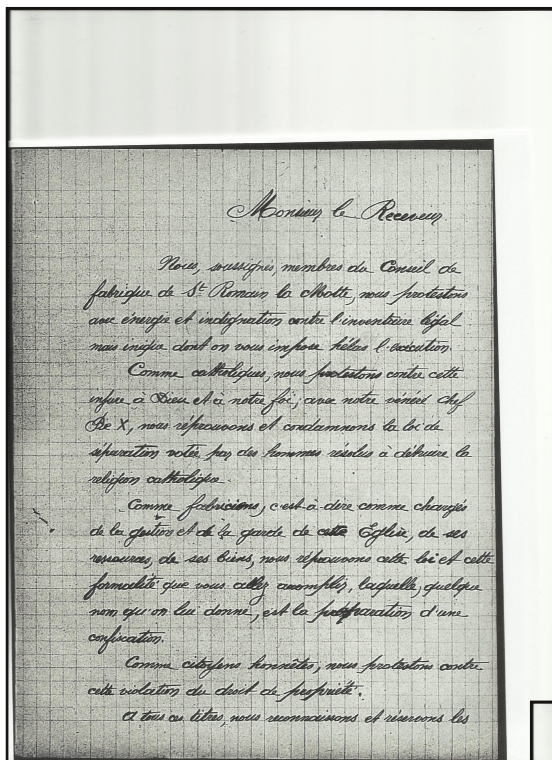 Monsieur le Receveur.
Nous, soussignés, membres du Conseil de
fabrique de St Romain la Motte, nous protestons
avec énergie et indignation contre l'inventaire légal
mais inique dont on vous impose hélas l'exécution.
Comme catholiques, nous protestons contre cette
injure à Dieu et à notre foi; avec notre vénéré chef
Pie X, nous réprouvons et condamnons la loi de
séparation votée par des hommes résolus à détruire la
religion catholique.
Comme fabriciens, c'est-à-dire comme chargés
de la gestion et de la garde de cette Eglise, de ses
ressources, de ses biens, nous réprouvons cette loi et cette
formalité que vous allez accomplir, laquelle, quelque
nom qu'on lui donne, est la préparation d'une
confiscation.
Comme citoyens honnêtes, nous protestons contre
cette violation du droit de propriété.
A tous ces titres, nous reconnaissons et réservons les